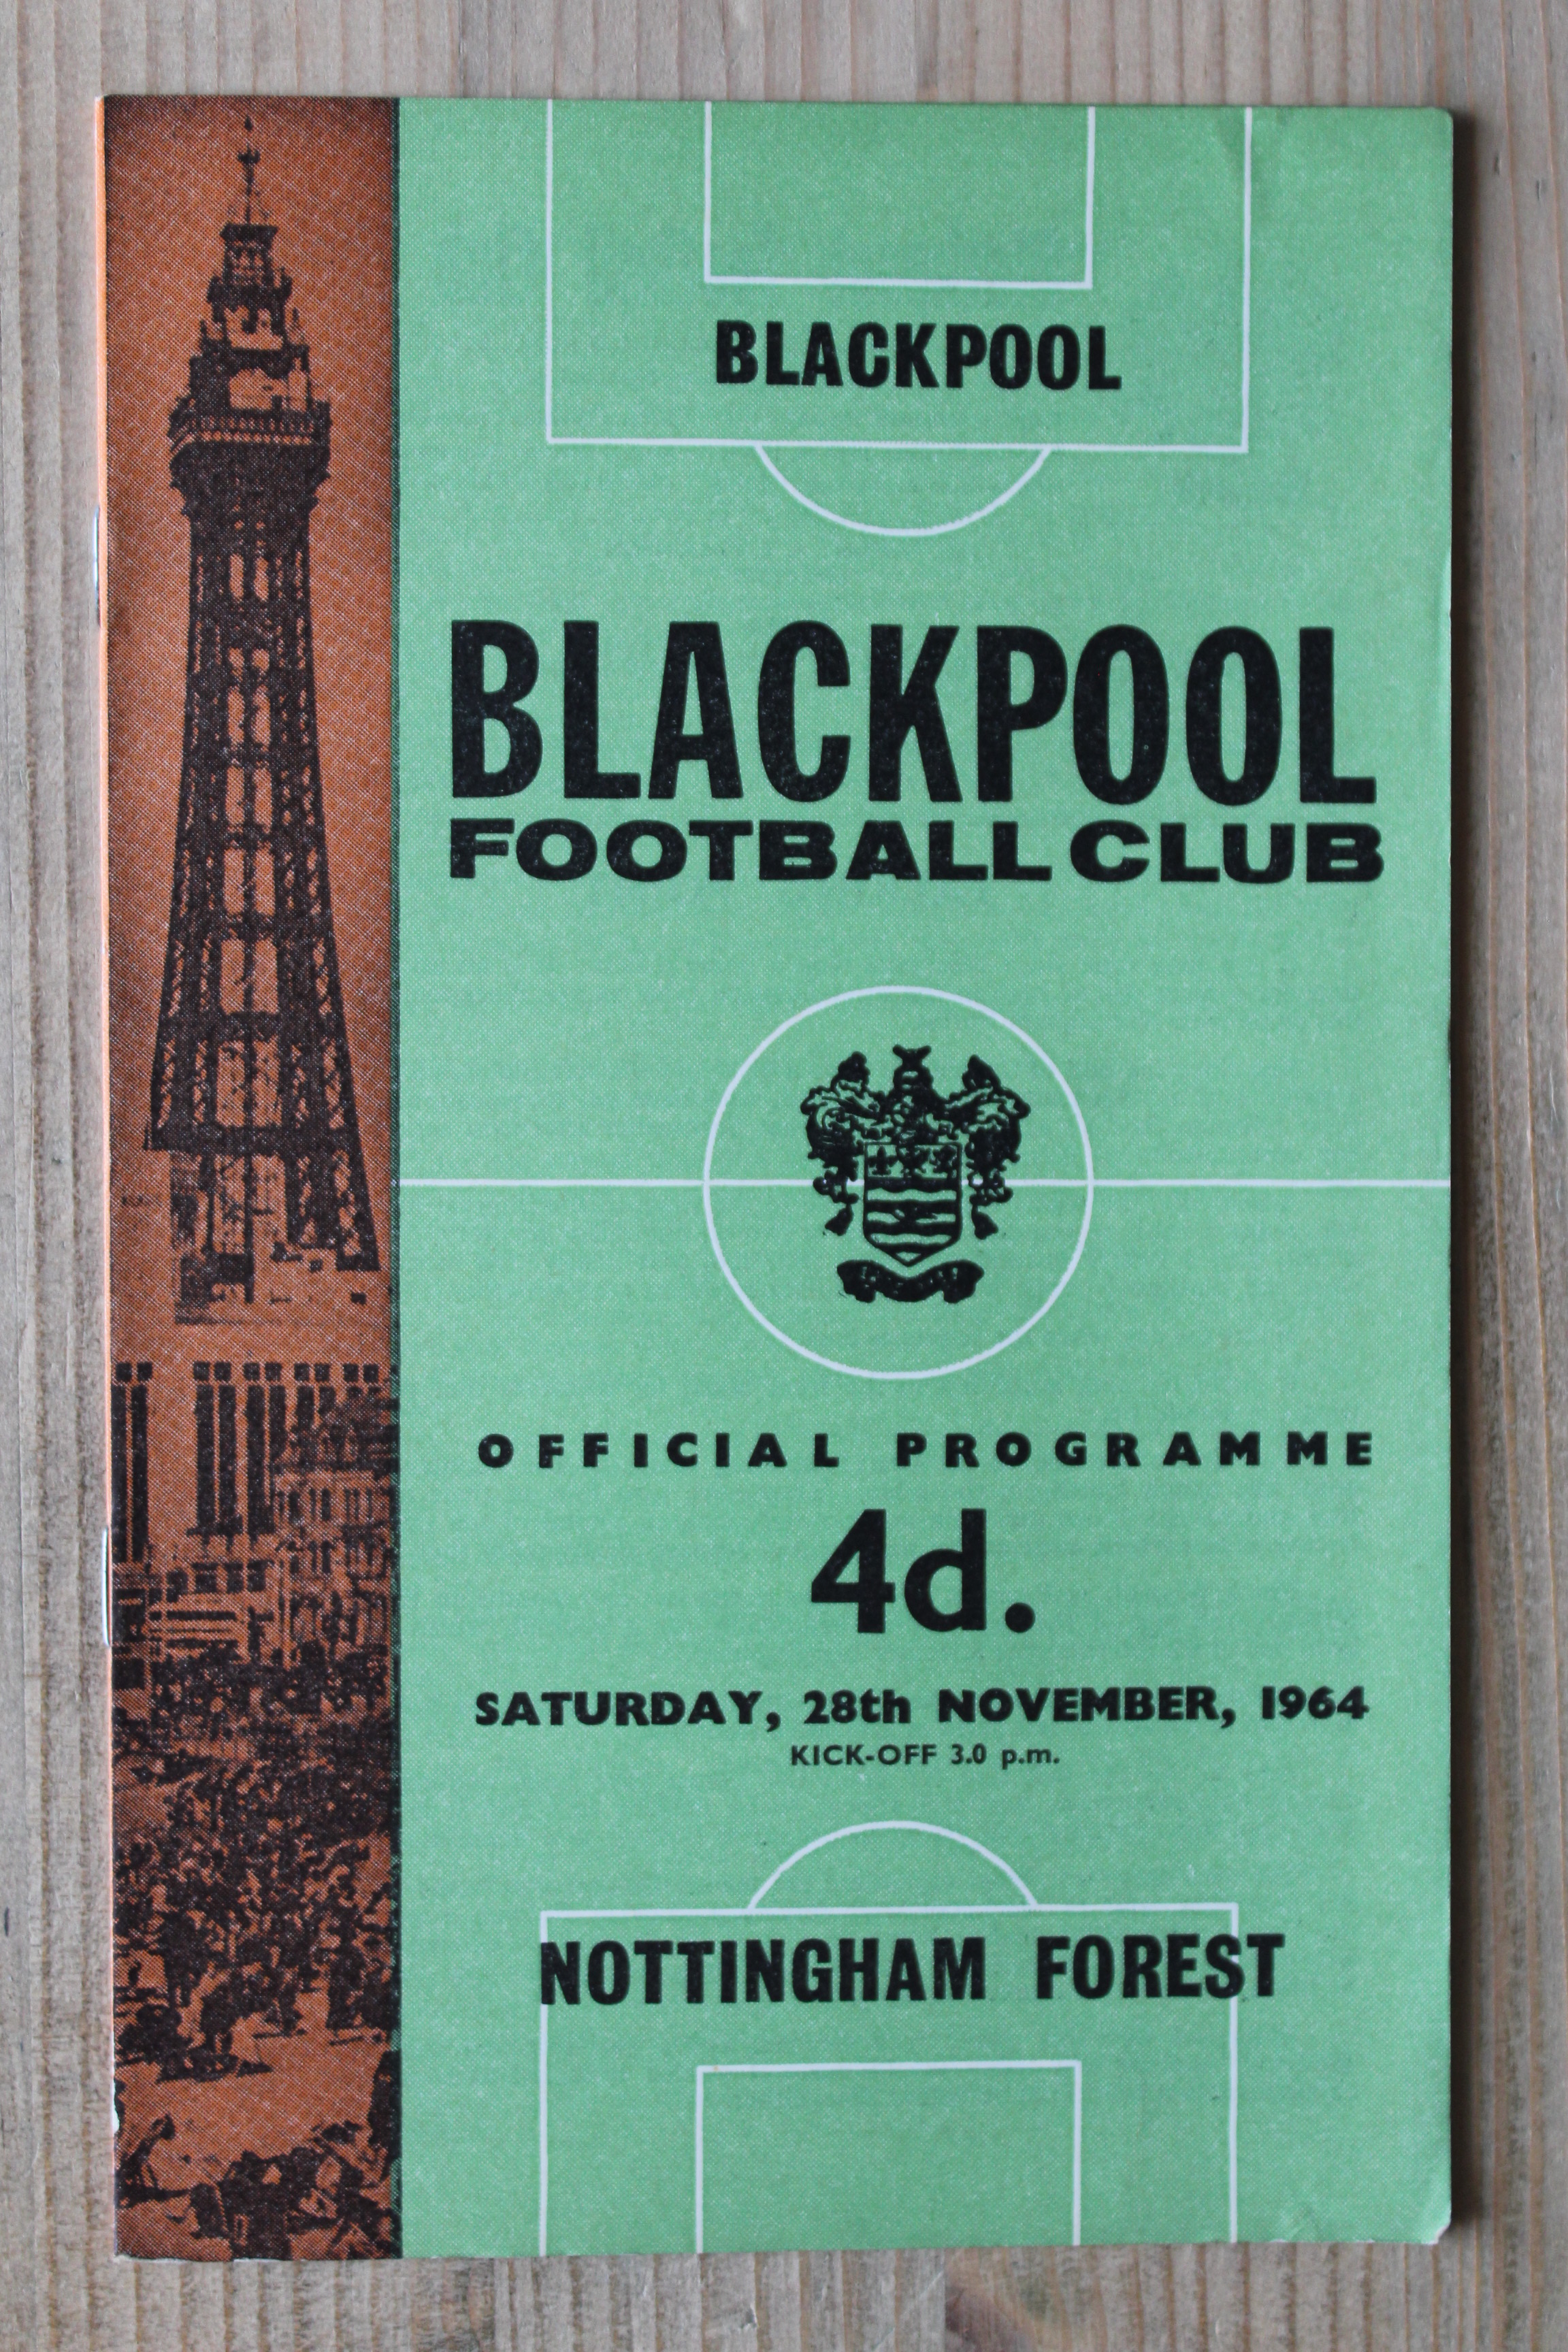 BLACKPOOL
BLACKPOOL
FOOTBALL CLUB
OFFICIAL PROGRAMME
4d.
SATURDAY, 28th NOVEMBER, 1964
KICK-OFF 3.0 p.m.
NOTTINGHAM FOREST